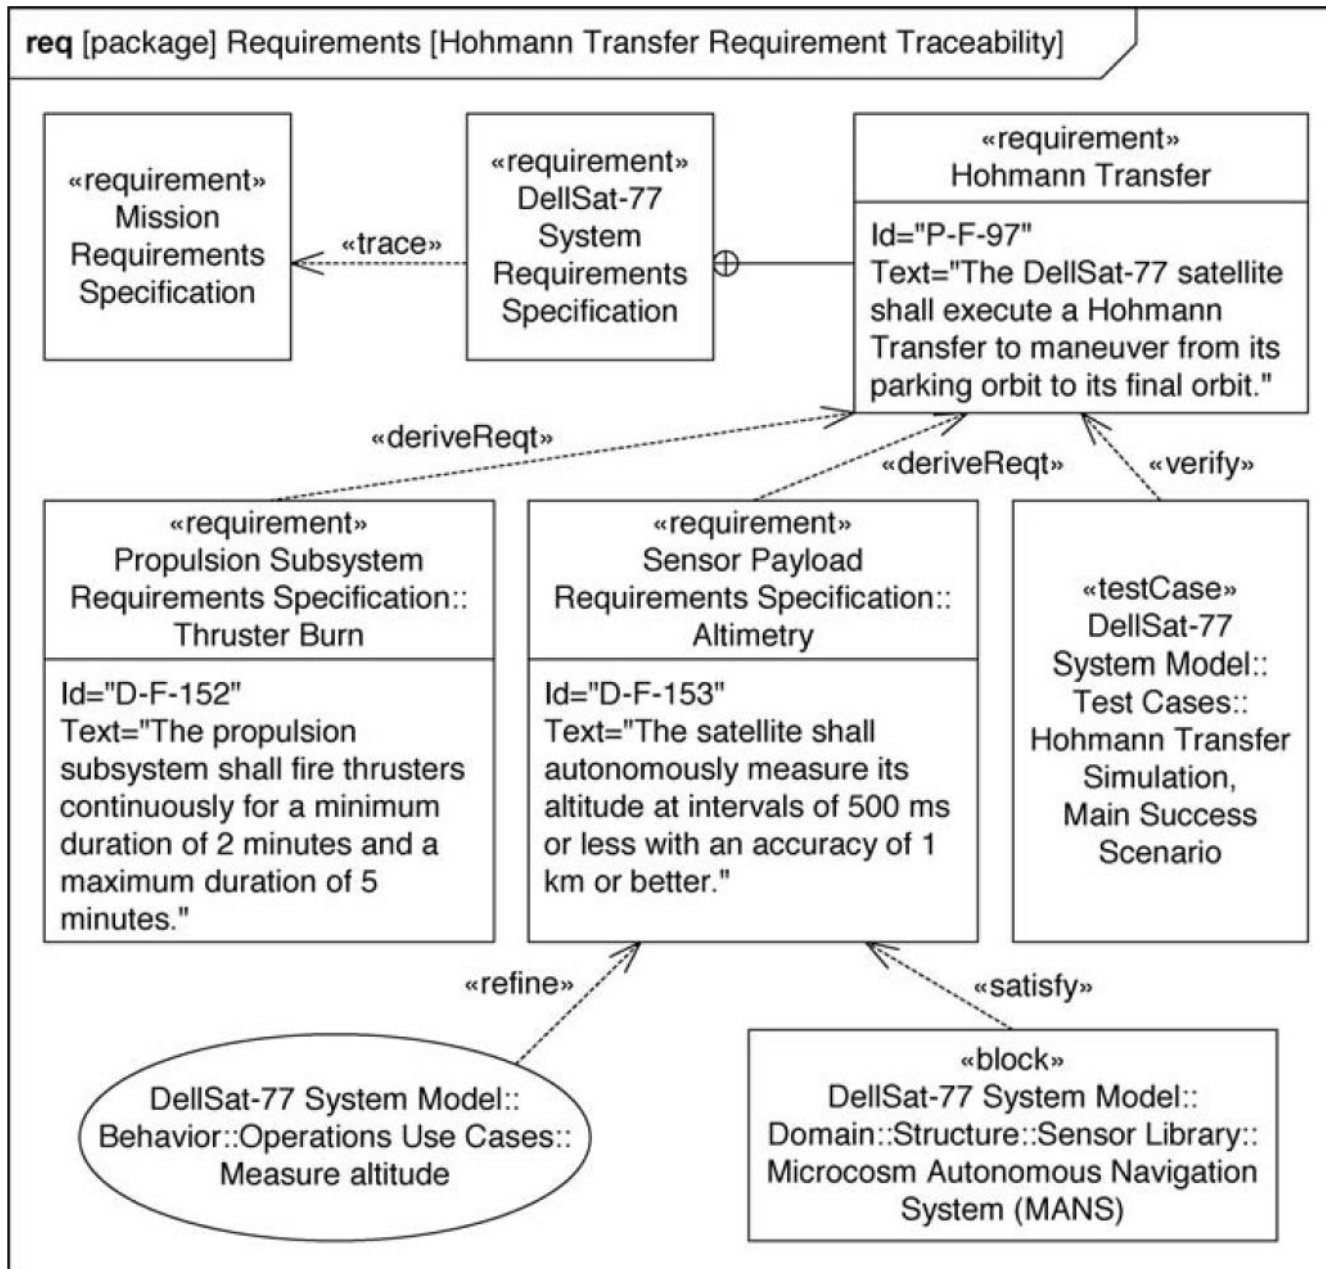 req [package] Requirements [Hohmann Transfer Requirement Traceability]
«requirement»
Mission
Requirements
Specification
«trace»
«requirement»
DellSat-77
System
Requirements
Specification
«requirement»
Hohmann Transfer
Id="P-F-97"
Text="The DellSat-77 satellite
shall execute a Hohmann
Transfer to maneuver from its
parking orbit to its final orbit."
«deriveReqt»
«deriveReqt»
«verify»
«requirement»
Propulsion Subsystem
Requirements Specification::
Thruster Burn
Id="D-F-152"
Text="The propulsion
subsystem shall fire thrusters
continuously for a minimum
duration of 2 minutes and a
maximum duration of 5
minutes."
«requirement»
Sensor Payload
Requirements Specification::
Altimetry
Id="D-F-153"
Text="The satellite shall
autonomously measure its
altitude at intervals of 500 ms
or less with an accuracy of 1
km or better."
«testCase»
DellSat-77
System Model::
Test Cases::
Hohmann Transfer
Simulation,
Main Success
Scenario
«refine»
«satisfy»
DellSat-77 System Model::
Behavior::Operations Use Cases::
Measure altitude
«block»
DellSat-77 System Model::
Domain::Structure::Sensor Library::
Microcosm Autonomous Navigation
System (MANS)